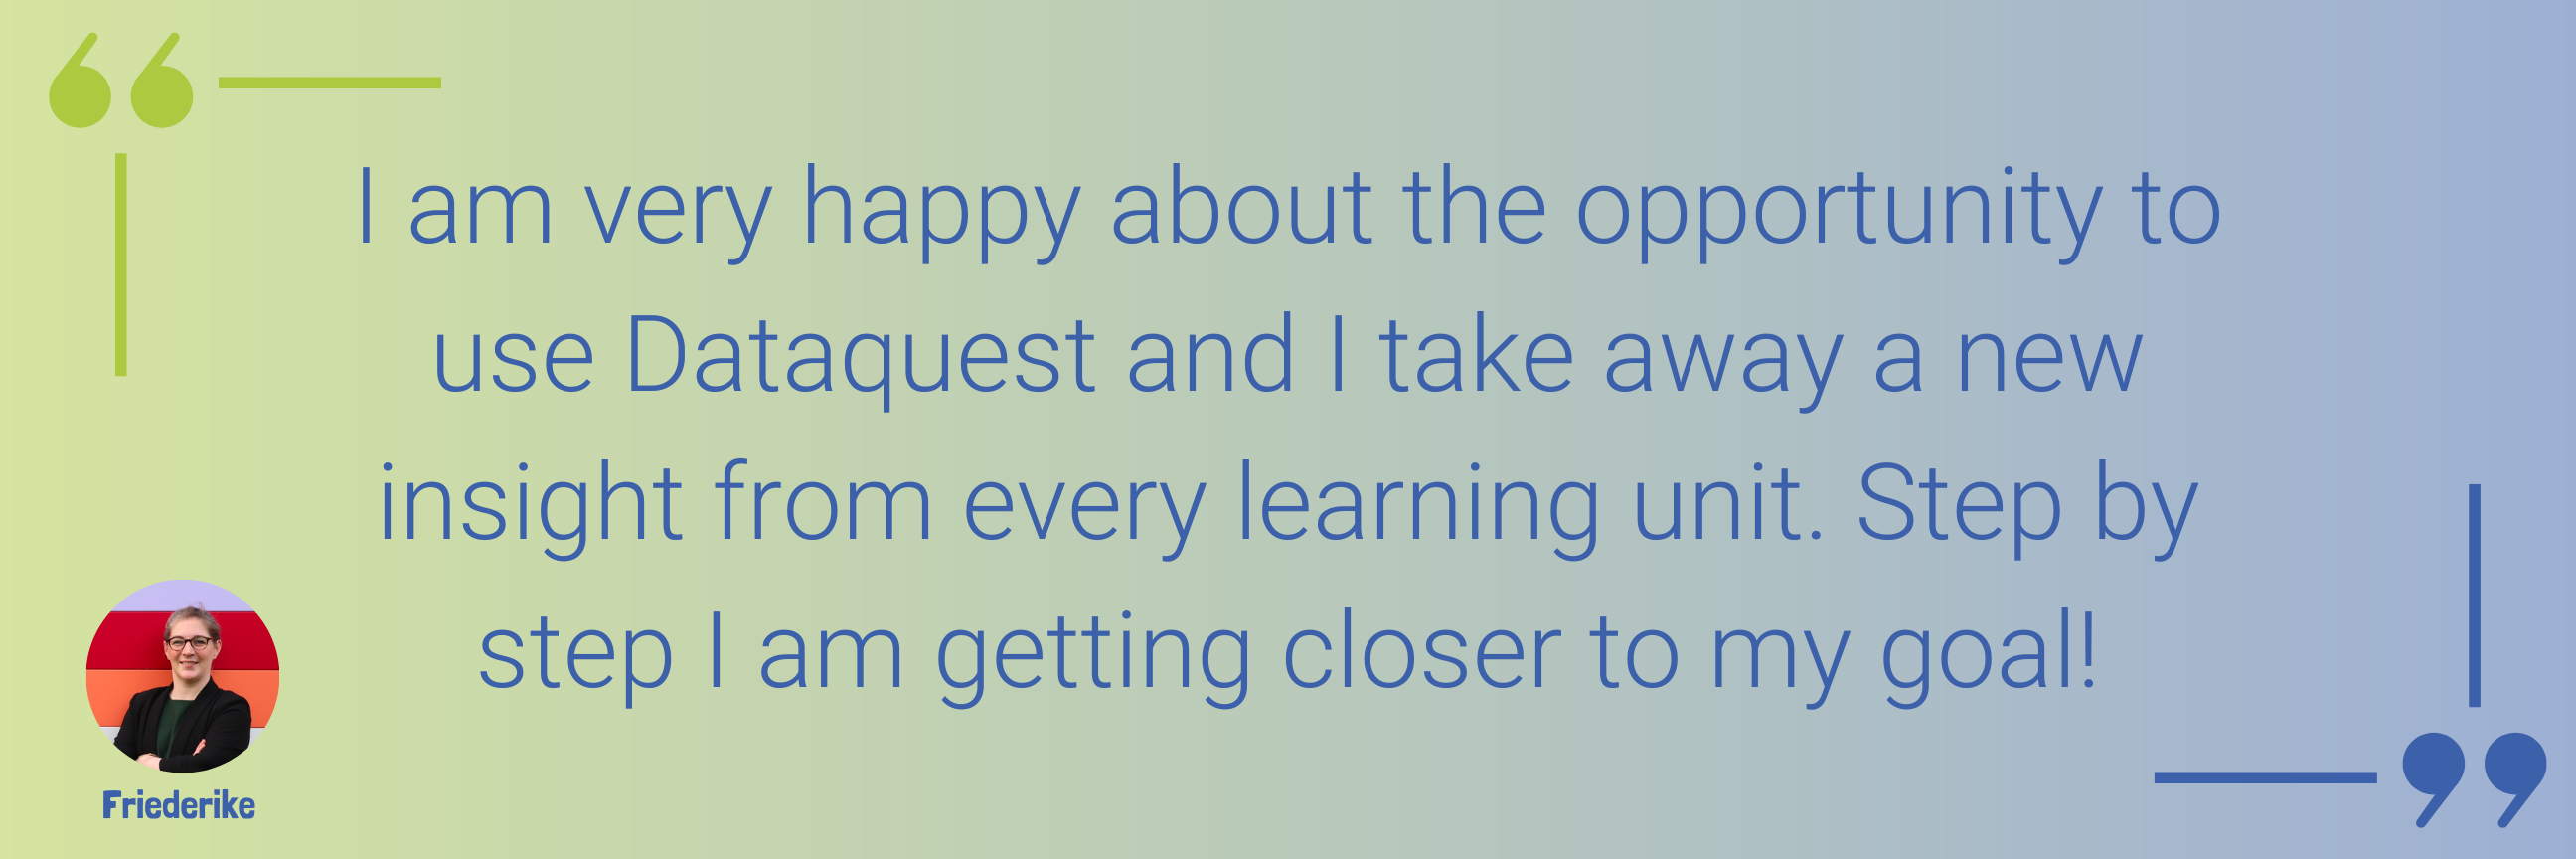 I am very happy about the opportunity to
use Dataquest and I take away a new
insight from every learning unit. Step by
step I am getting closer to my goal!
Friederike